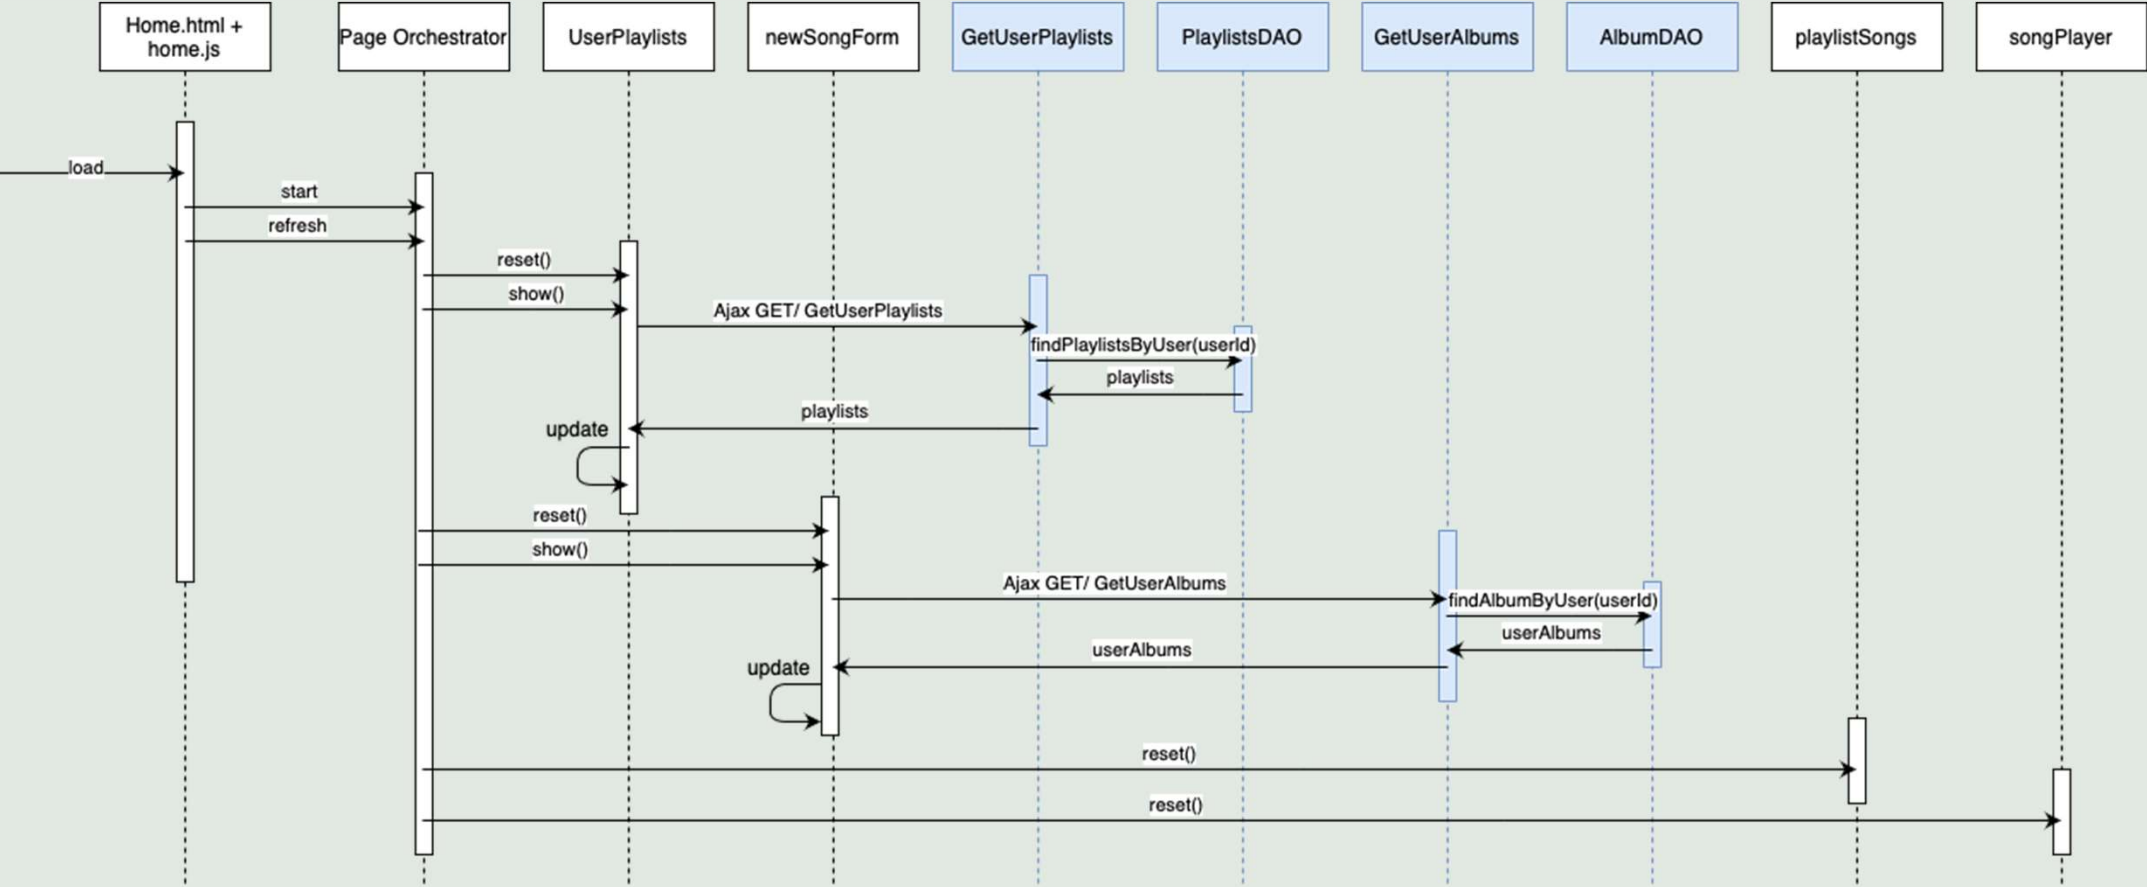 Home.html +
home.js
Page Orchestrator
UserPlaylists
newSongForm
GetUserPlaylists
PlaylistsDAO
GetUserAlbums
AlbumDAO
playlistSongs
songPlayer
load
start
refresh
reset()
show()
Ajax GET/ GetUserPlaylists
findPlaylistsByUser(userId)
playlists
playlists
update
reset()
show()
Ajax GET/ GetUserAlbums
findAlbumByUser(userId)
userAlbums
userAlbums
update
reset()
reset()